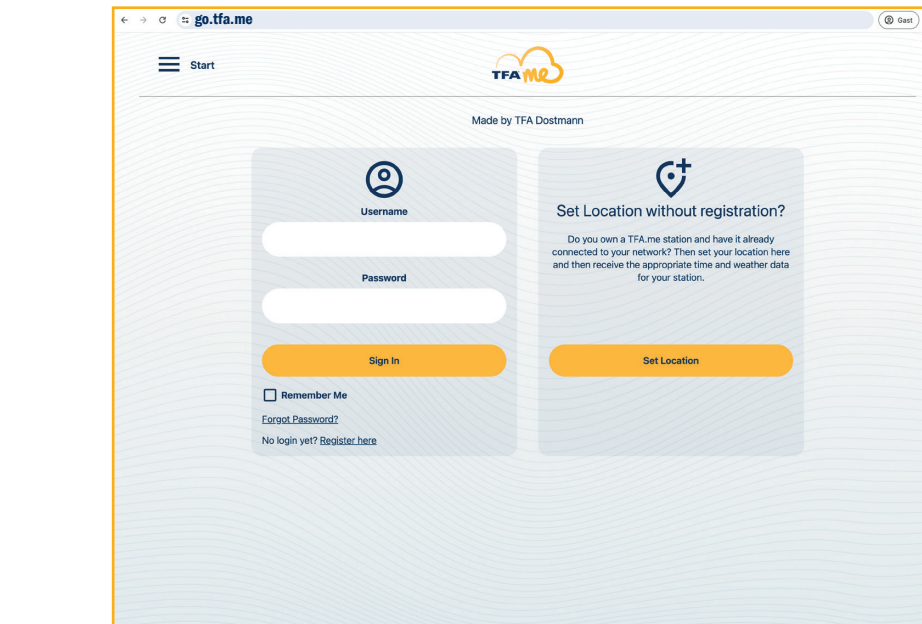 go.tfa.me
Gast
Start
TFA me
Made by TFA Dostmann
Username
Password
Sign In
Remember Me
Forgot Password?
No login yet? Register here
Set Location without registration?
Do you own a TFA.me station and have it already
connected to your network? Then set your location here
and then receive the appropriate time and weather data
for your station.
Set Location